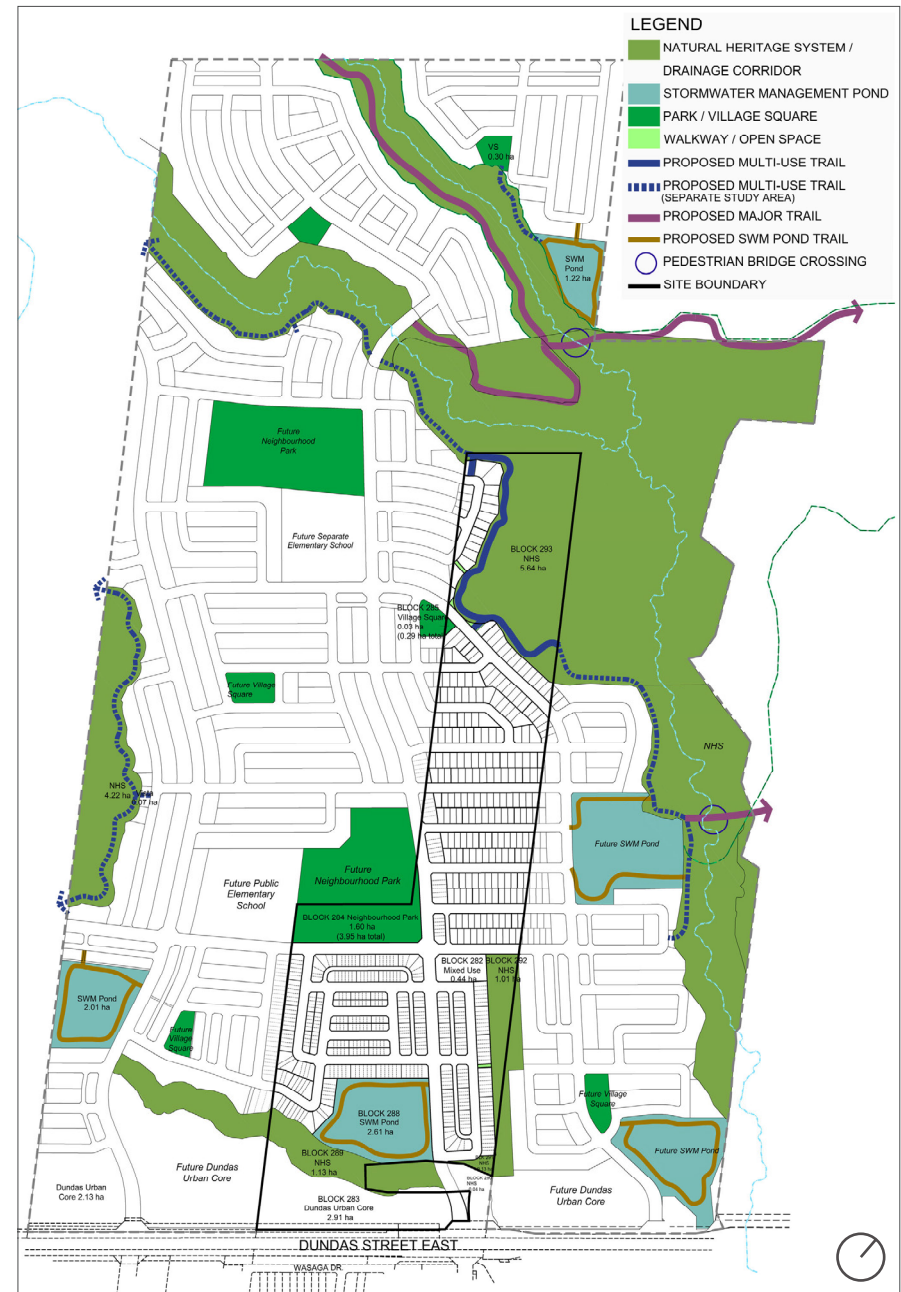 LEGEND
NATURAL HERITAGE SYSTEM /
DRAINAGE CORRIDOR
STORMWATER MANAGEMENT POND
PARK / VILLAGE SQUARE
WALKWAY / OPEN SPACE
PROPOSED MULTI-USE TRAIL
PROPOSED MULTI-USE TRAIL
(SEPARATE STUDY AREA)
PROPOSED MAJOR TRAIL
PROPOSED SWM POND TRAIL
PEDESTRIAN BRIDGE CROSSING
SITE BOUNDARY
VS
0.30 ha
SWM
Pond
1.22 ha
Future
Neighbourhood
Park
Future Separate
Elementary School
BLOCK 293
NHS
5.64 ha
BLOCK 285
Village Square
0.03 ha
(0.29 ha total
Future Village
Square
NHS
NHS
4.22 ha
0.07 ha
Future SWM Pond
Future
Neighbourhood Park
Future Public
Elementary
School
BLOCK 284 Neighbourhood Park
1.60 ha
(3.95 ha total)
BLOCK 282
Mixed Use
0.44 ha
BLOCK 292
NHS
1.01 ha
SWM Pond
2.01 ha
Future
Village
Square
Future Village
Square
BLOCK 288
SWM Pond
2.61 ha
BLOCK 289
NHS
1.13 ha
NHS
NHS
Future SWM Pond
Dundas Urban
Core 2.13 ha
Future Dundas
Urban Core
BLOCK 283
Dundas Urban Core
2.91 ha
Future Dundas
Urban Core
DUNDAS STREET EAST
WASAGA DR.